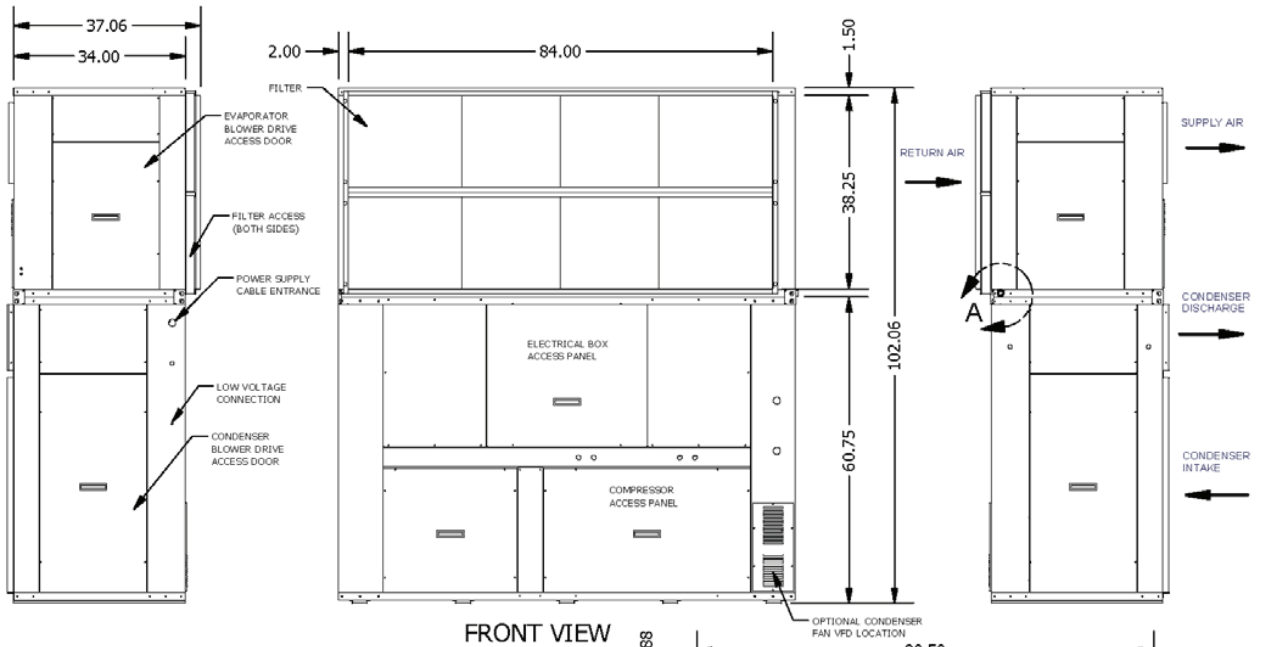 37.06
34.00
2.00
84.00
1.50
FILTER
EVAPORATOR
BLOWER DRIVE
ACCESS DOOR
FILTER ACCESS
(BOTH SIDES)
POWER SUPPLY
CABLE ENTRANCE
LOW VOLTAGE
CONNECTION
CONDENSER
BLOWER DRIVE
ACCESS DOOR
ELECTRICAL BOX
ACCESS PANEL
COMPRESSOR
ACCESS PANEL
38.25
102.06
60.75
RETURN AIR
SUPPLY AIR
A
CONDENSER
DISCHARGE
CONDENSER
INTAKE
OPTIONAL CONDENSER
FAN VFD LOCATION
FRONT VIEW